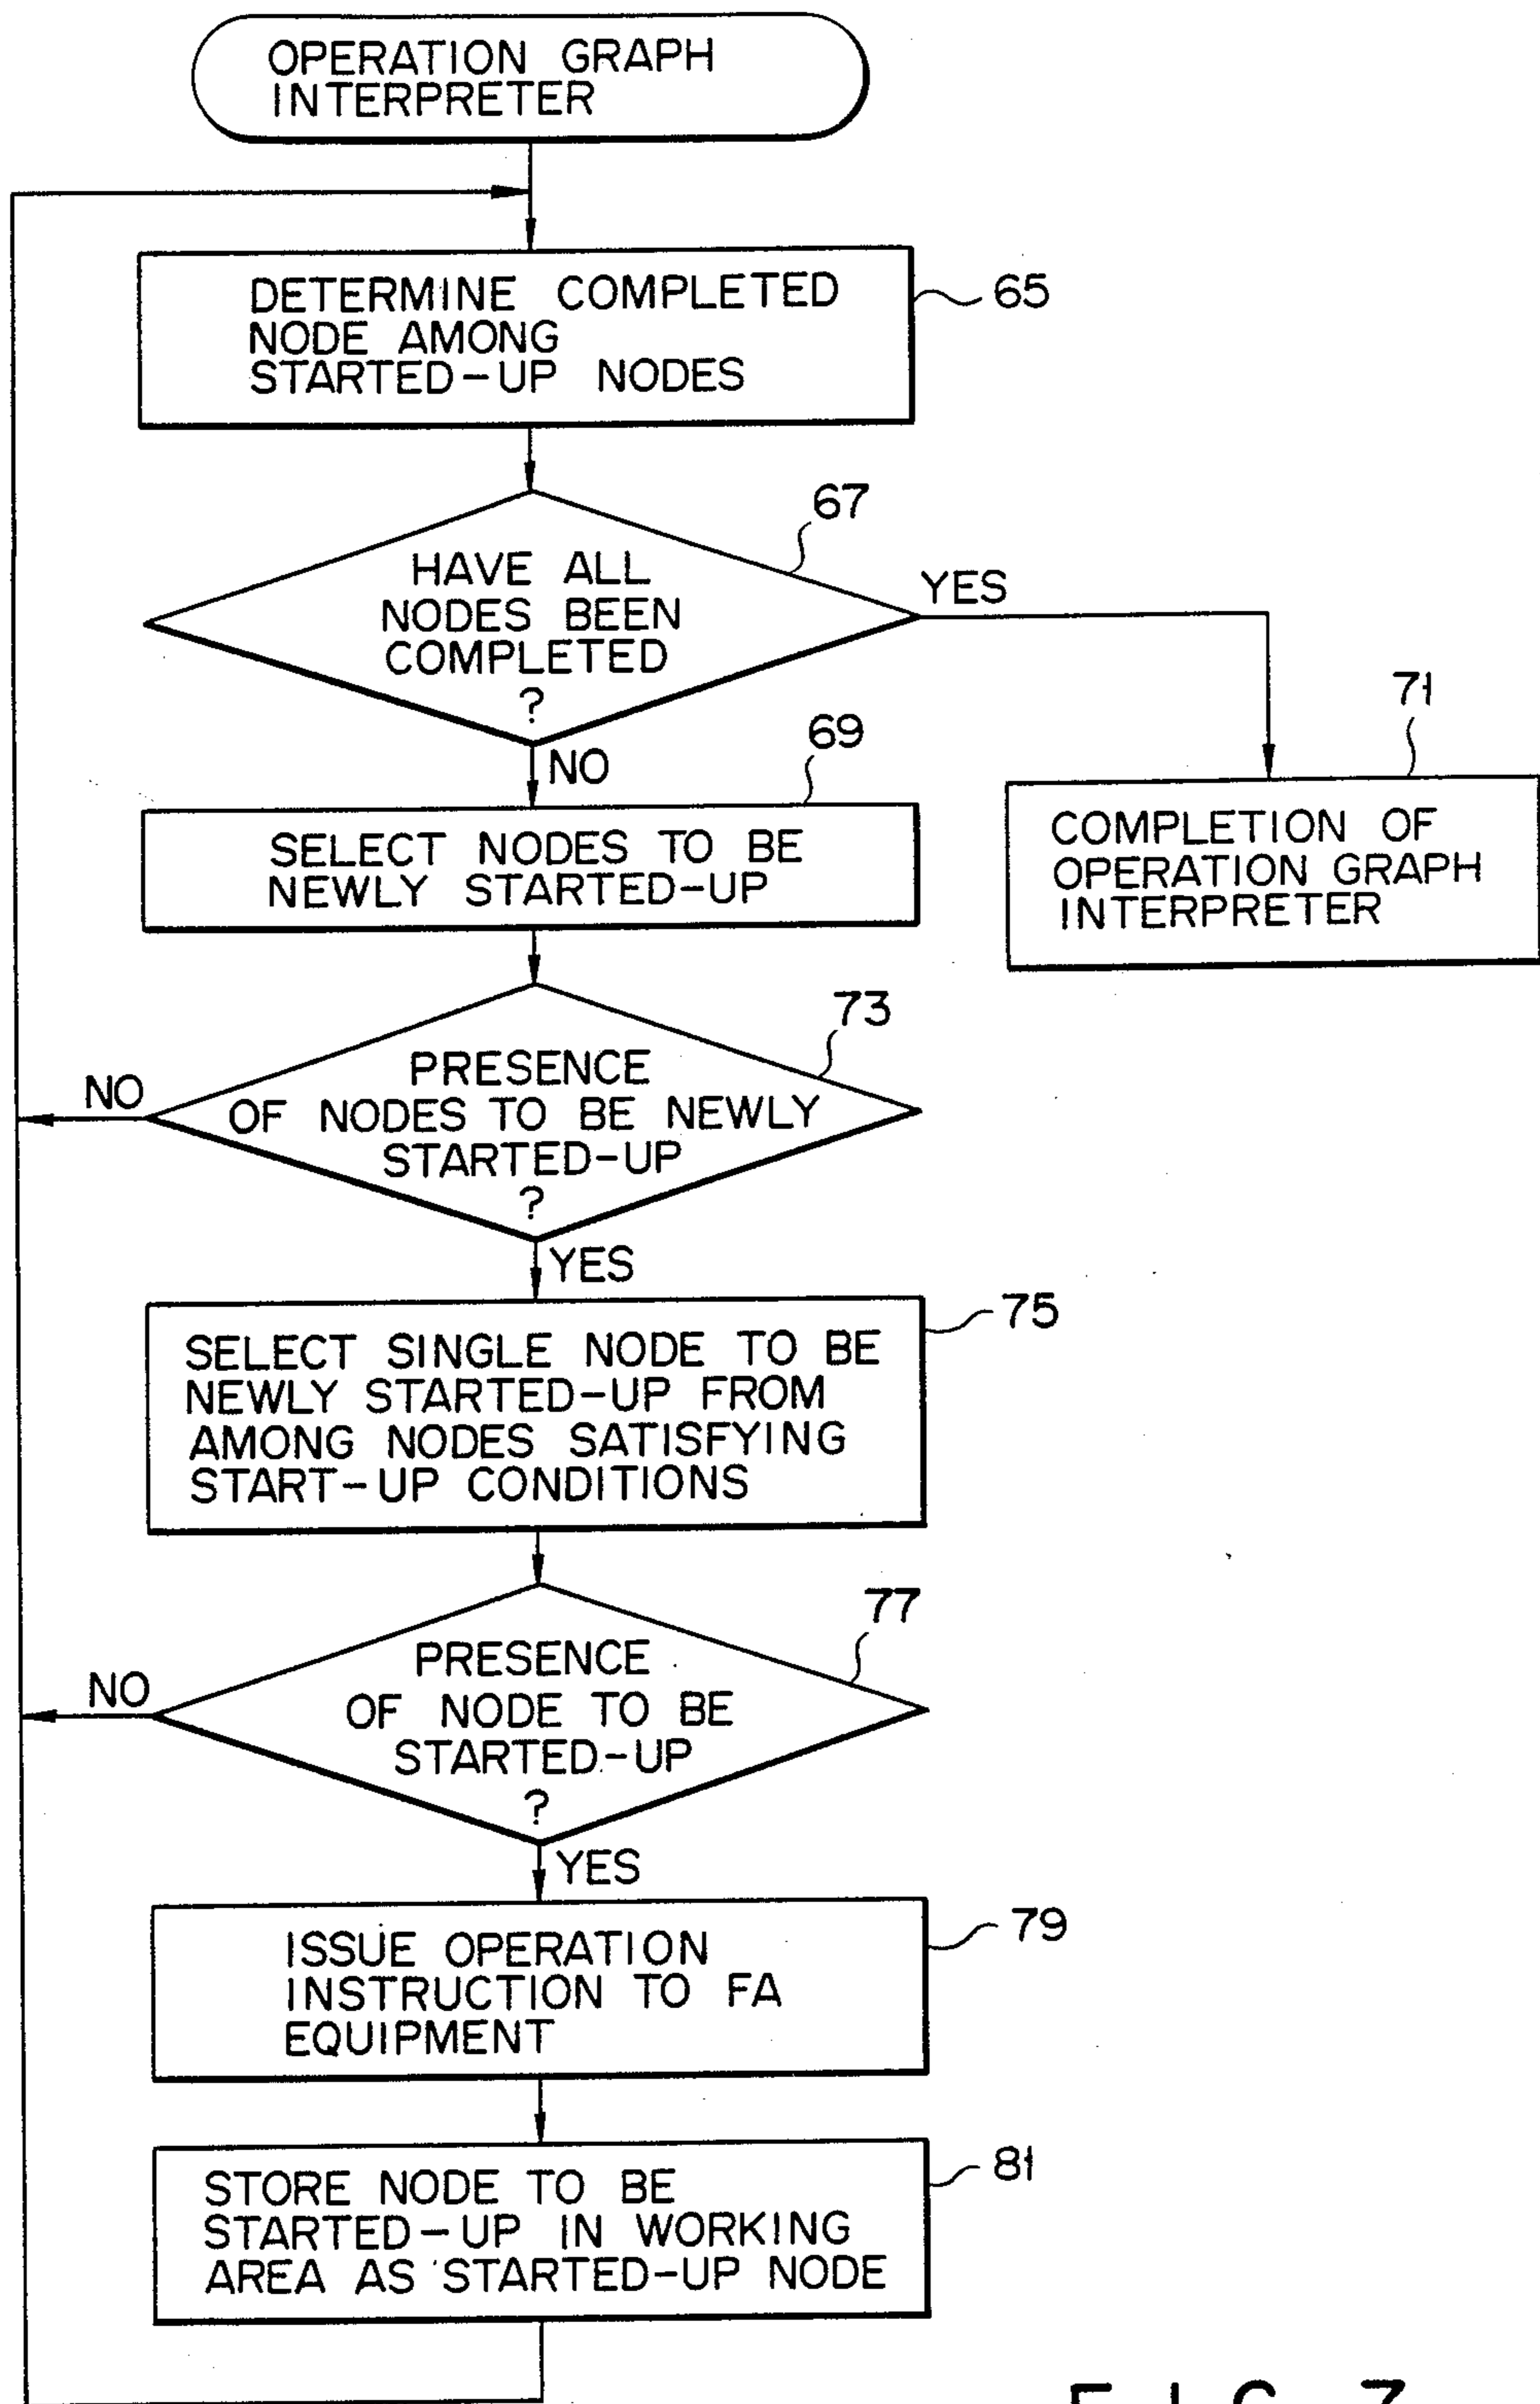 OPERATION GRAPH
INTERPRETER
DETERMINE COMPLETED
NODE AMONG
STARTED-UP NODES
65
HAVE ALL
NODES BEEN
COMPLETED
?
67
YES
NO
69
SELECT NODES TO BE
NEWLY STARTED-UP
71
COMPLETION OF
OPERATION GRAPH
INTERPRETER
73
PRESENCE
OF NODES TO BE NEWLY
STARTED-UP
?
NO
YES
75
SELECT SINGLE NODE TO BE
NEWLY STARTED-UP FROM
AMONG NODES SATISFYING
START-UP CONDITIONS
77
PRESENCE
OF NODE TO BE
STARTED-UP
?
NO
YES
79
ISSUE OPERATION
INSTRUCTION TO FA
EQUIPMENT
81
STORE NODE TO BE
STARTED-UP IN WORKING
AREA AS STARTED-UP NODE